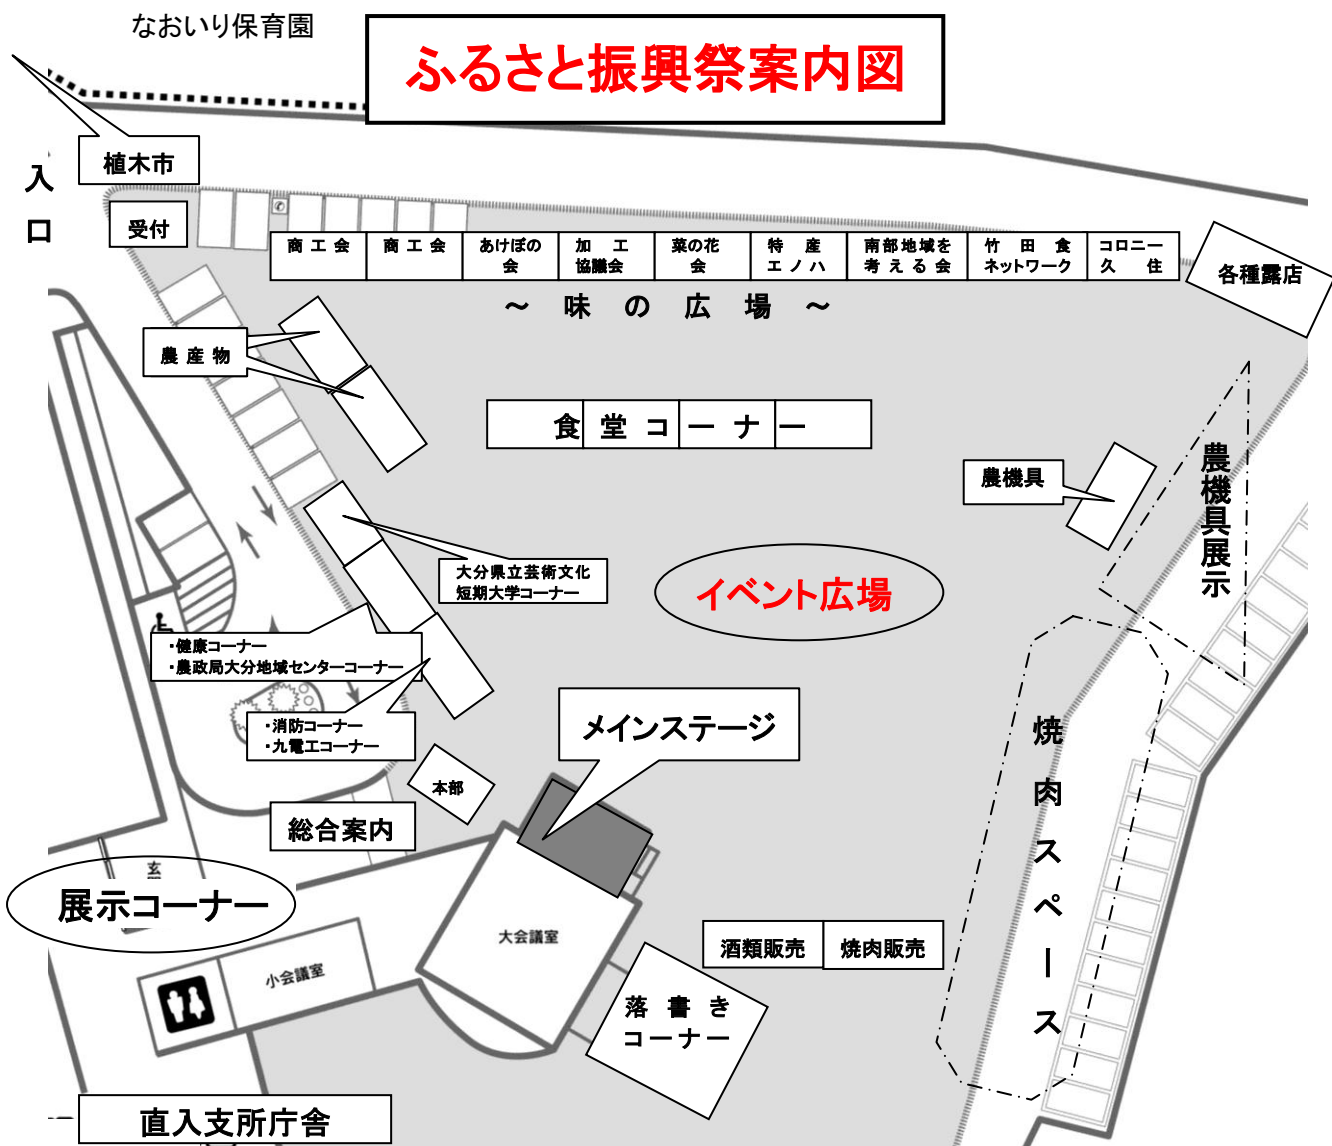 なおいり保育園
ふるさと振興祭案内図
植木市
入口
受付
商工会
商工会
あけぼの
会
加工
協議会
菜の花
会
特産
エノハ
南部地域を
考える会
竹田食
ネットワーク
コロニー
久住
各種露店
～味の広場～
農産物
食堂コーナー
農機具
農機具展示
大分県立芸術文化
短期大学コーナー
イベント広場
・健康コーナー
・農政局大分地域センターコーナー
・消防コーナー
・九電工コーナー
メインステージ
焼肉スペース
本部
総合案内
玄
展示コーナー
大会議室
酒類販売
焼肉販売
小会議室
落書き
コーナー
直入支所庁舎